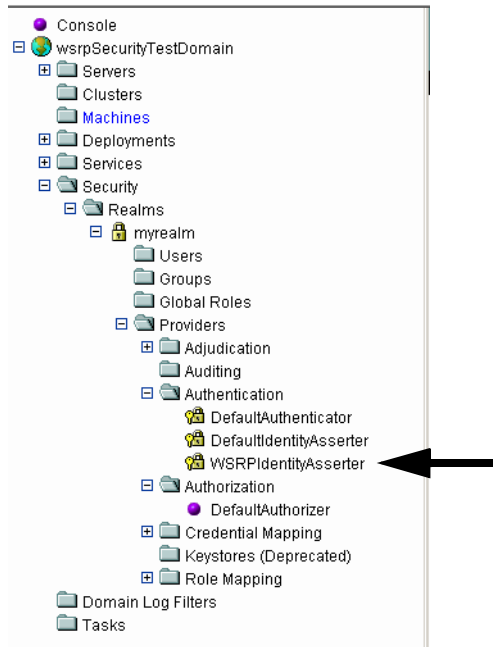 Console
wsrpSecurityTestDomain
Servers
Clusters
Machines
Deployments
Services
Security
Realms
myrealm
Users
Groups
Global Roles
Providers
Adjudication
Auditing
Authentication
DefaultAuthenticator
DefaultIdentityAsserter
WSRPIdentityAsserter
Authorization
DefaultAuthorizer
Credential Mapping
Keystores (Deprecated)
Role Mapping
Domain Log Filters
Tasks